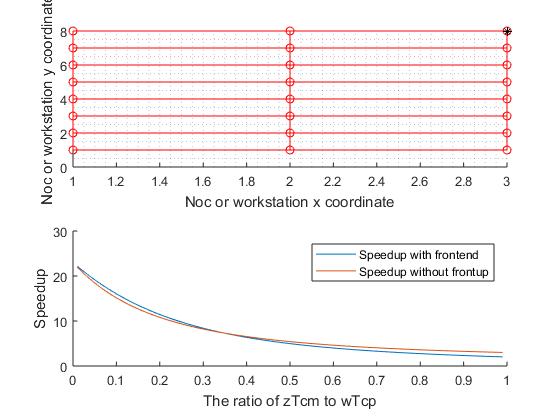 Noc or workstation y coordinate
8
6
4
2
0
1 1.2 1.4 1.6 1.8 2 2.2 2.4 2.6 2.8 3
Noc or workstation x coordinate
Speedup
30
20
10
0
Speedup with frontend
Speedup without frontup
0 0.1 0.2 0.3 0.4 0.5 0.6 0.7 0.8 0.9 1
The ratio of zTcm to wTcp